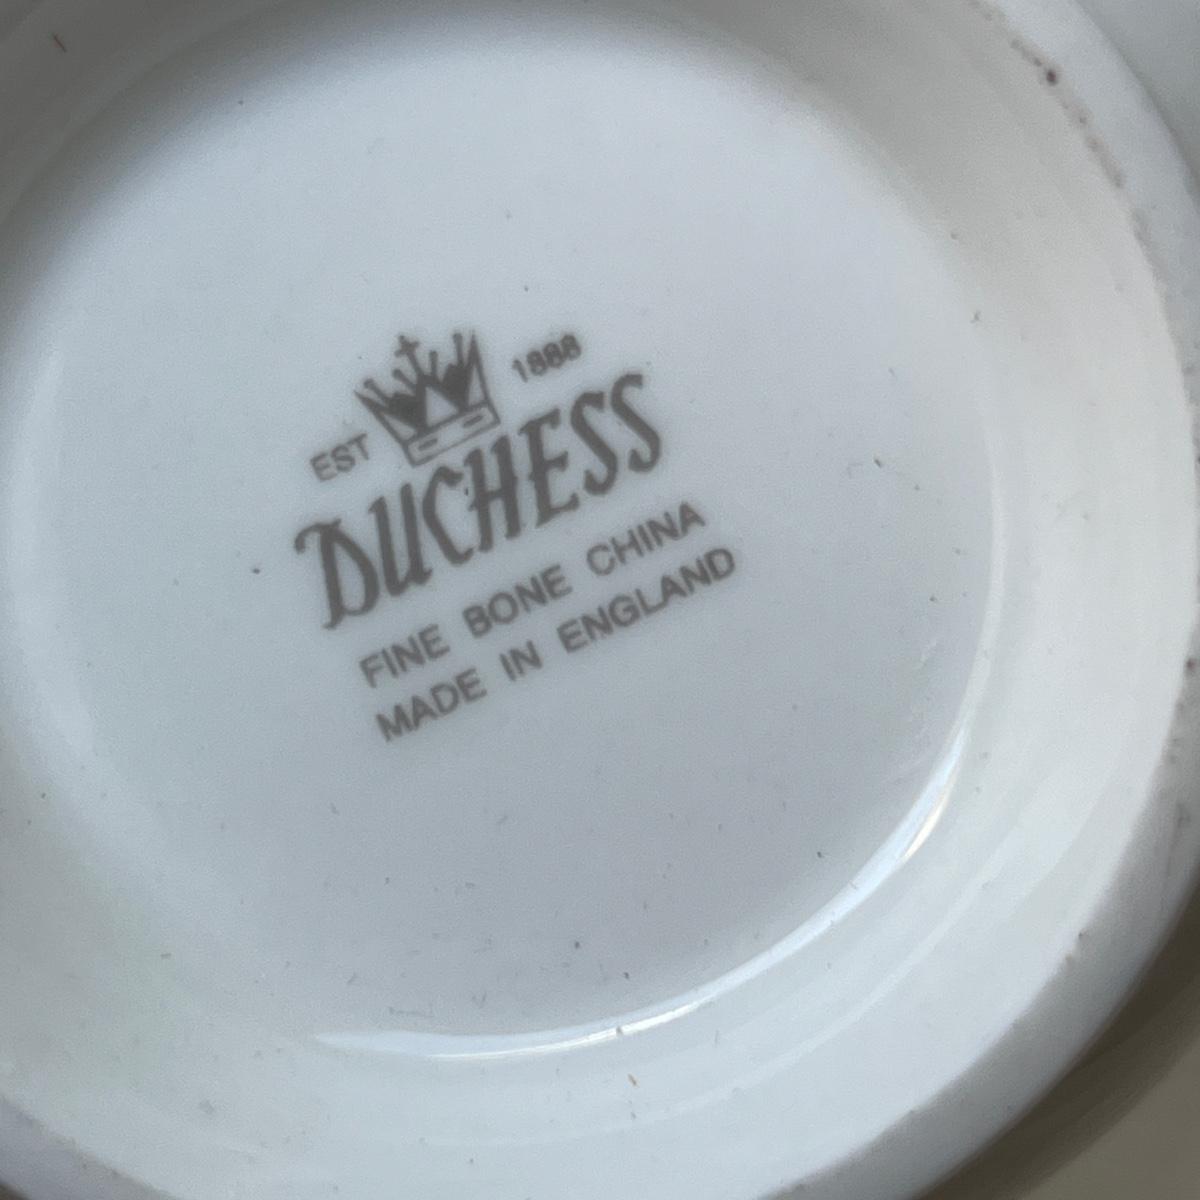 EST 1888
DUCHESS
FINE BONE CHINA
MADE IN ENGLAND